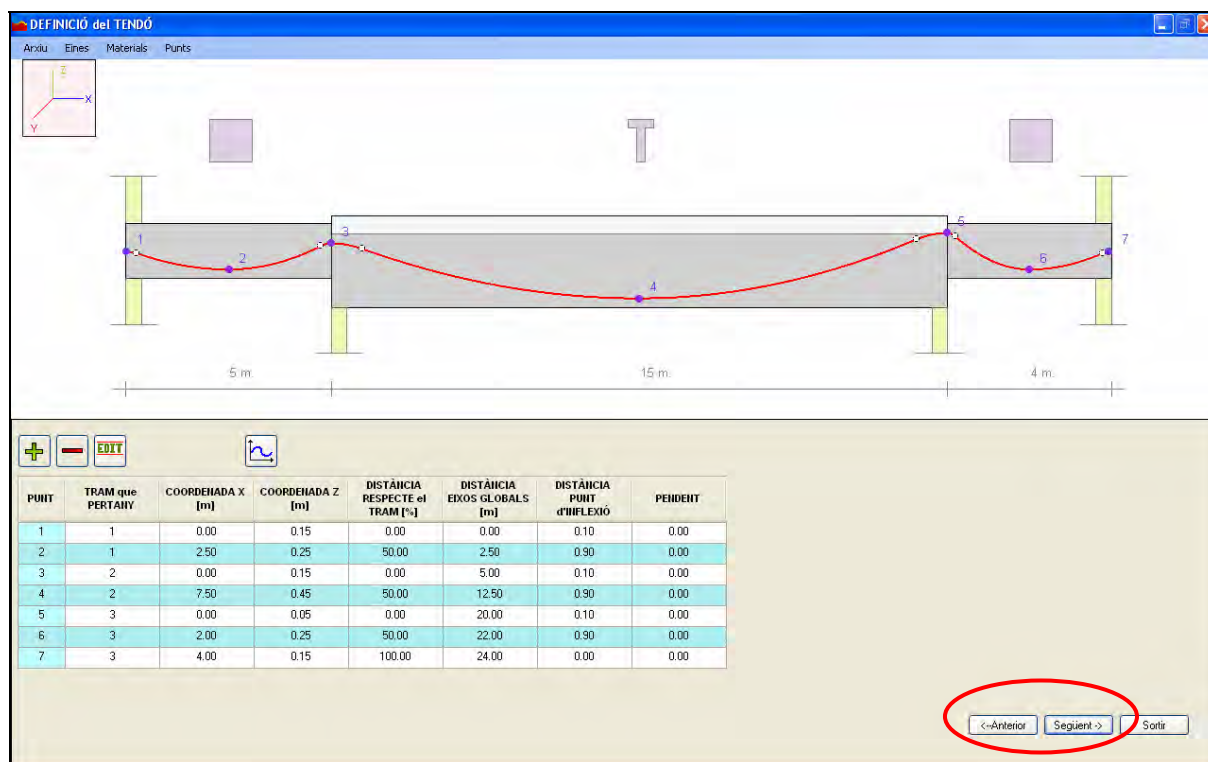 DEFINICIÓ del TENDÓ
Arxiu Eines Materials Punts
Z
X
Y
1 2 3 4 5 6 7
5 m. 15 m. 4 m.
EDIT
PUNT TRAM que PERTANY COORDENADA X [m] COORDENADA Z [m] DISTÀNCIA RESPECTE el TRAM [%] DISTÀNCIA EIXOS GLOBALS [m] DISTÀNCIA PUNT d'INFLEXIÓ PENDENT
1 1 0.00 0.15 0.00 0.00 0.10 0.00
2 1 2.50 0.25 50.00 2.50 0.90 0.00
3 2 0.00 0.15 0.00 5.00 0.10 0.00
4 2 7.50 0.45 50.00 12.50 0.90 0.00
5 3 0.00 0.05 0.00 20.00 0.10 0.00
6 3 2.00 0.25 50.00 22.00 0.90 0.00
7 3 4.00 0.15 100.00 24.00 0.00 0.00
<-Anterior Següent -> Sortir